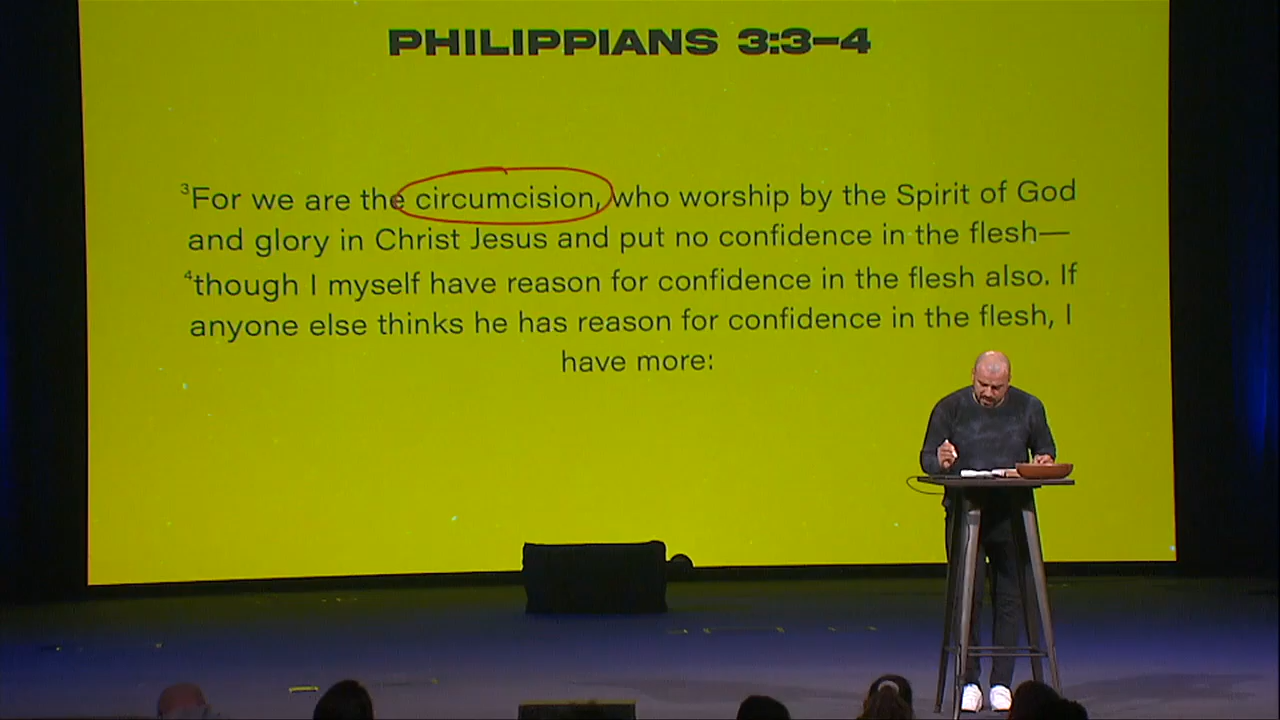 PHILIPPIANS 3:3–4
³For we are the circumcision, who worship by the Spirit of God
and glory in Christ Jesus and put no confidence in the flesh—
⁴though I myself have reason for confidence in the flesh also. If
anyone else thinks he has reason for confidence in the flesh, I
have more: